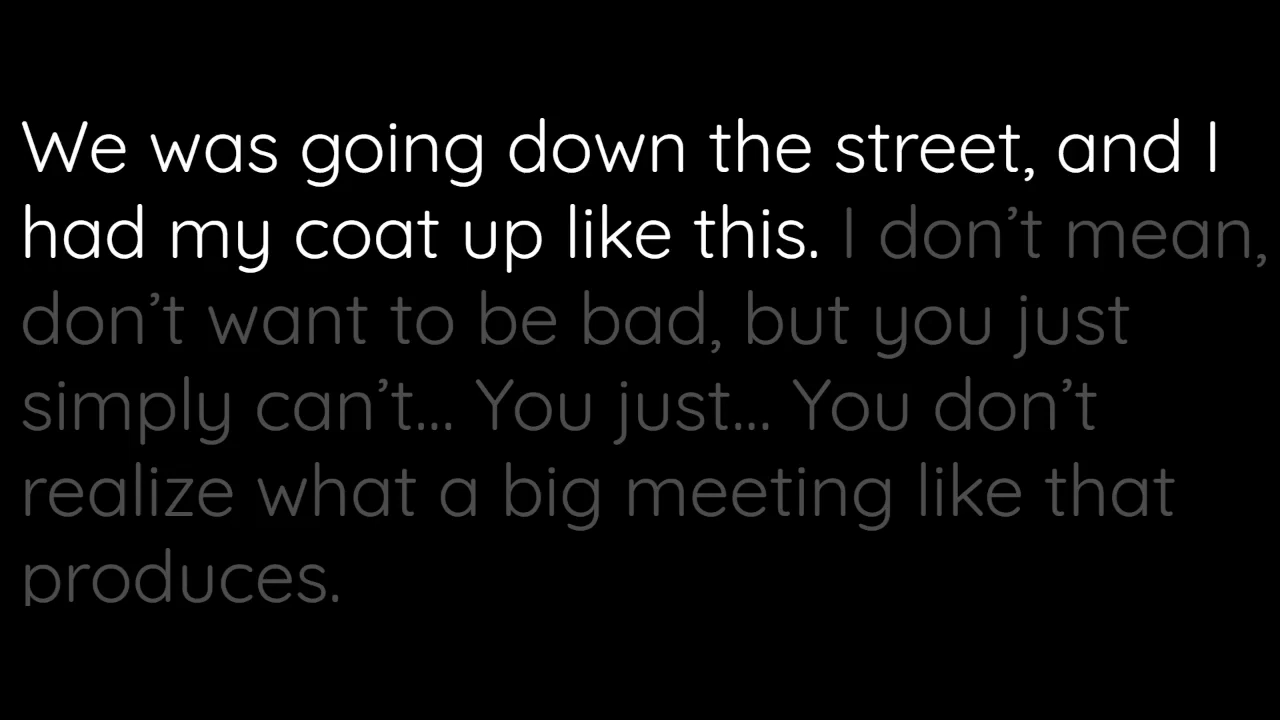 We was going down the street, and I
had my coat up like this. I don’t mean,
don’t want to be bad, but you just
simply can’t... You just... You don’t
realize what a big meeting like that
produces.